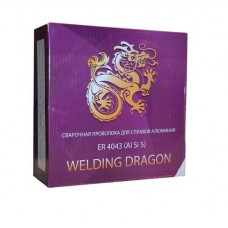 СВАРОЧНАЯ ПРОВОЛОКА ДЛЯ СПЛАВОВ АЛЮМИНИЯ
ER 4043 (Al Si 5)
WELDING DRAGON